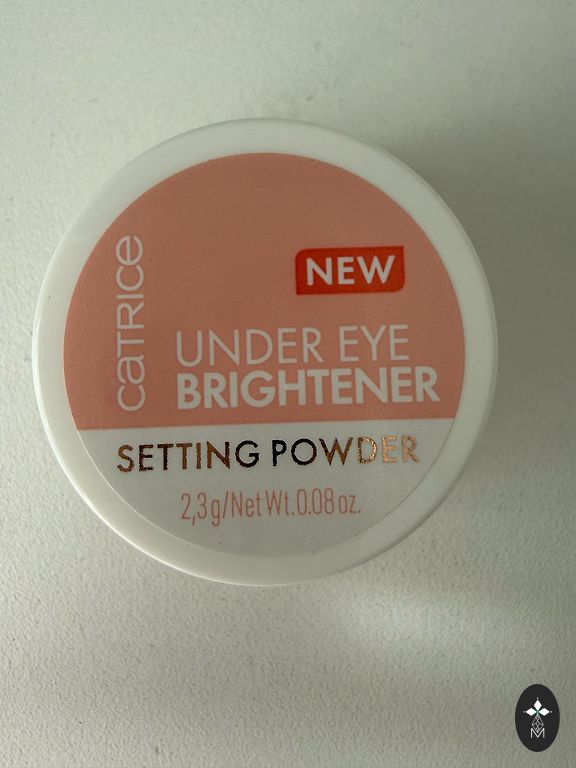 CATRICE
NEW
UNDER EYE
BRIGHTENER
SETTING POWDER
2,3g/Net Wt.0.08 oz.
M